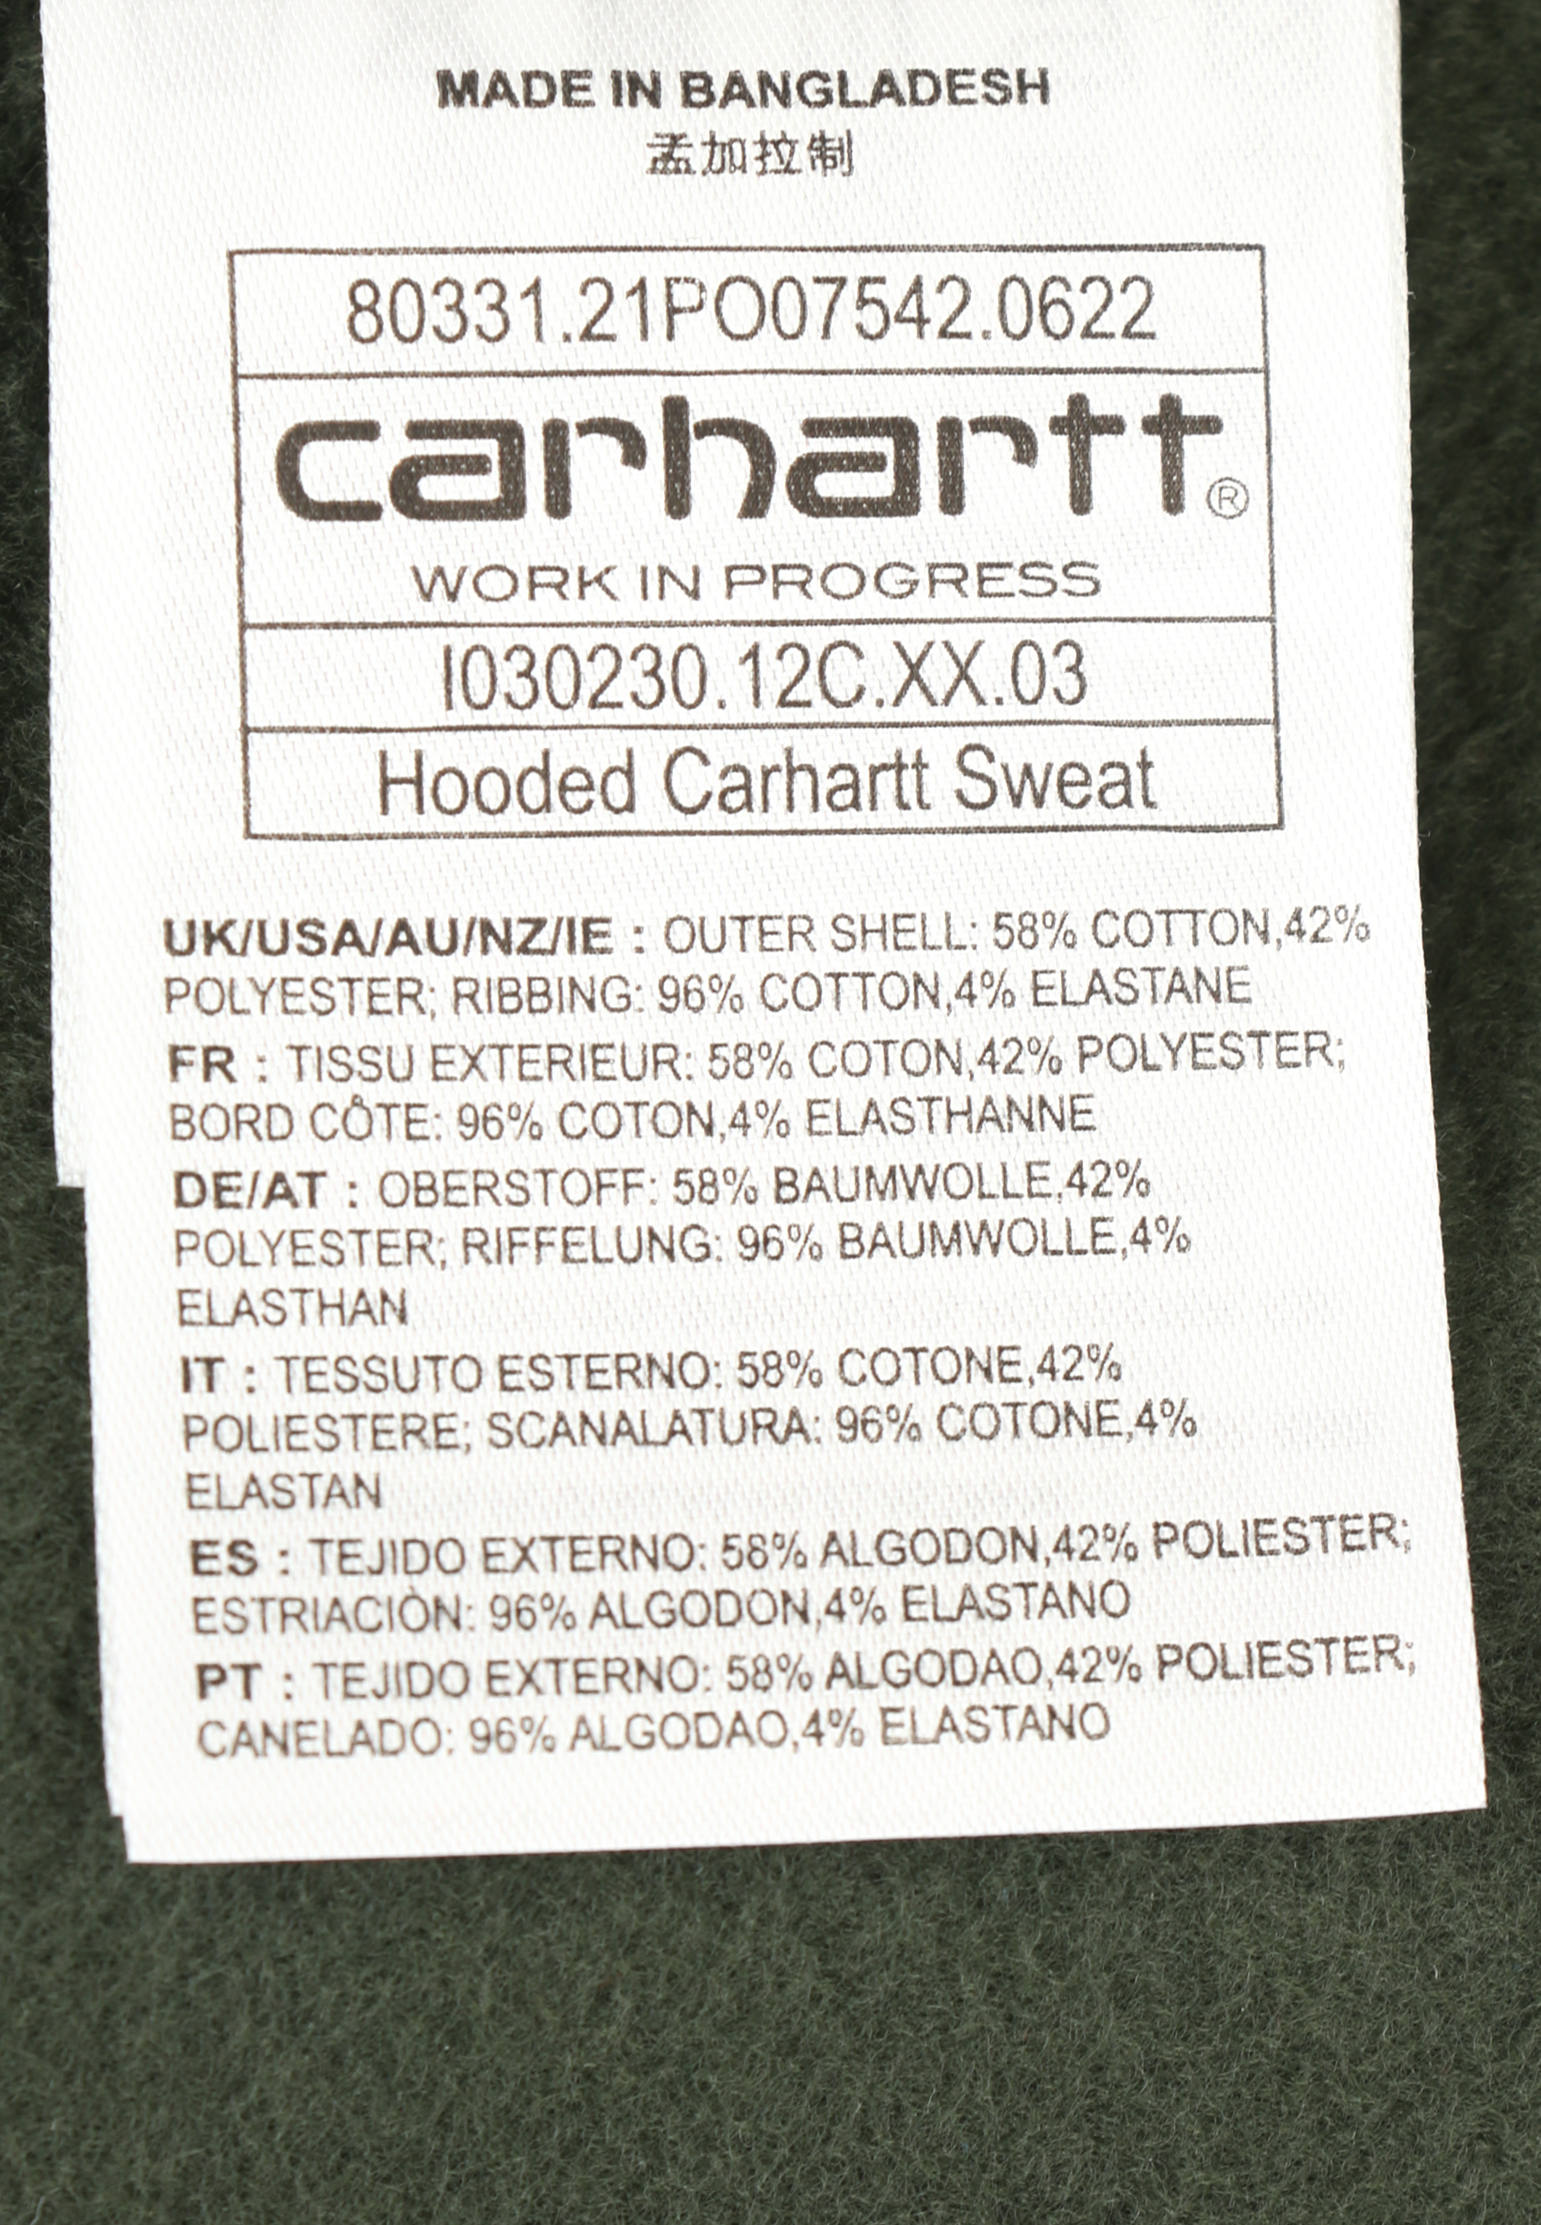 MADE IN BANGLADESH
孟加拉制
80331.21PO07542.0622
carhartt®
WORK IN PROGRESS
I030230.12C.XX.03
Hooded Carhartt Sweat
UK/USA/AU/NZ/IE : OUTER SHELL: 58% COTTON,42%
POLYESTER; RIBBING: 96% COTTON,4% ELASTANE
FR : TISSU EXTERIEUR: 58% COTON,42% POLYESTER;
BORD CÔTE: 96% COTON,4% ELASTHANNE
DE/AT : OBERSTOFF: 58% BAUMWOLLE,42%
POLYESTER; RIFFELUNG: 96% BAUMWOLLE,4%
ELASTHAN
IT : TESSUTO ESTERNO: 58% COTONE,42%
POLIESTERE; SCANALATURA: 96% COTONE,4%
ELASTAN
ES : TEJIDO EXTERNO: 58% ALGODON,42% POLIESTER;
ESTRIACIÒN: 96% ALGODON,4% ELASTANO
PT : TEJIDO EXTERNO: 58% ALGODAO,42% POLIESTER;
CANELADO: 96% ALGODAO,4% ELASTANO